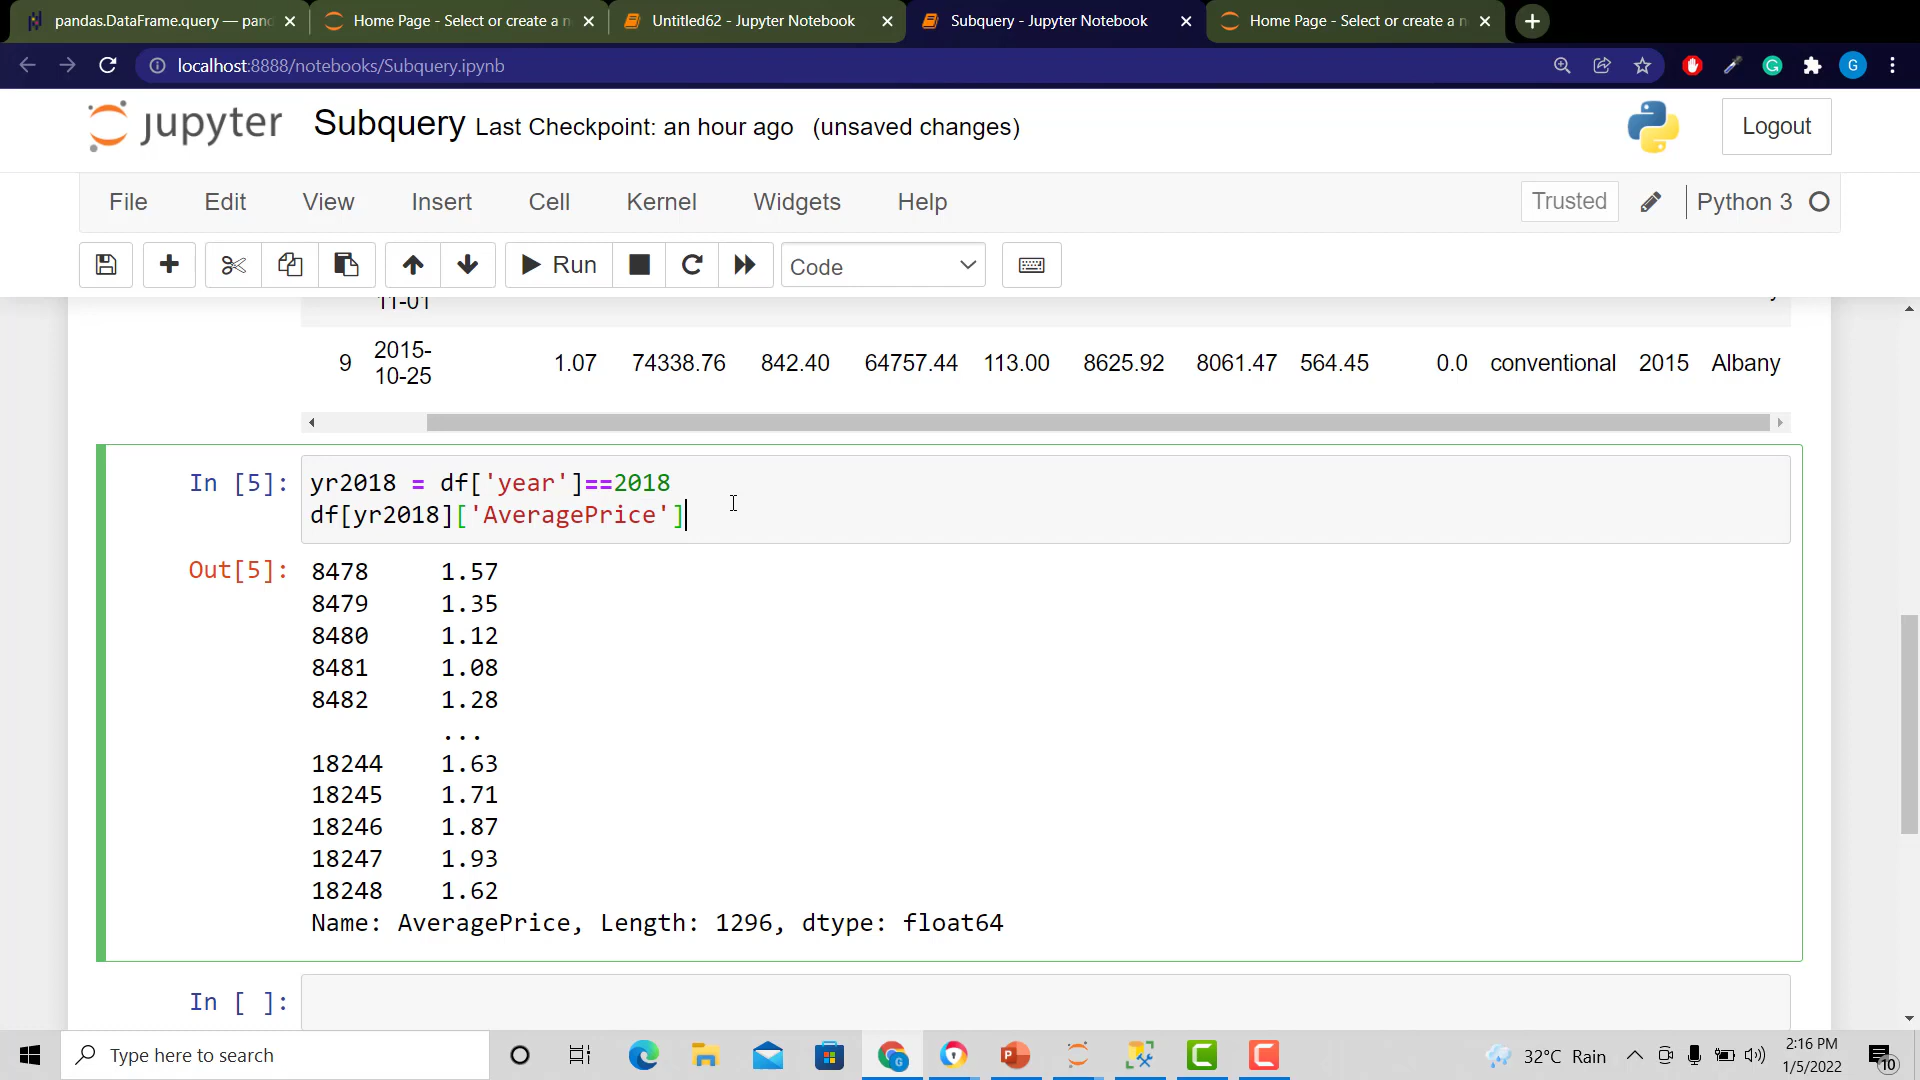 pandas.DataFrame.query — pand
Home Page - Select or create a n
Untitled62 - Jupyter Notebook
Subquery - Jupyter Notebook
Home Page - Select or create a n
localhost:8888/notebooks/Subquery.ipynb
G
jupyter
Subquery Last Checkpoint: an hour ago (unsaved changes)
Logout
File Edit View Insert Cell Kernel Widgets Help
Trusted
Python 3
Run
Code
11-01
9 2015-10-25 1.07 74338.76 842.40 64757.44 113.00 8625.92 8061.47 564.45 0.0 conventional 2015 Albany
In [5]: yr2018 = df['year']==2018
df[yr2018]['AveragePrice']
Out[5]: 8478 1.57
8479 1.35
8480 1.12
8481 1.08
8482 1.28
...
18244 1.63
18245 1.71
18246 1.87
18247 1.93
18248 1.62
Name: AveragePrice, Length: 1296, dtype: float64
In [ ]:
Type here to search
32°C Rain
2:16 PM
1/5/2022
10